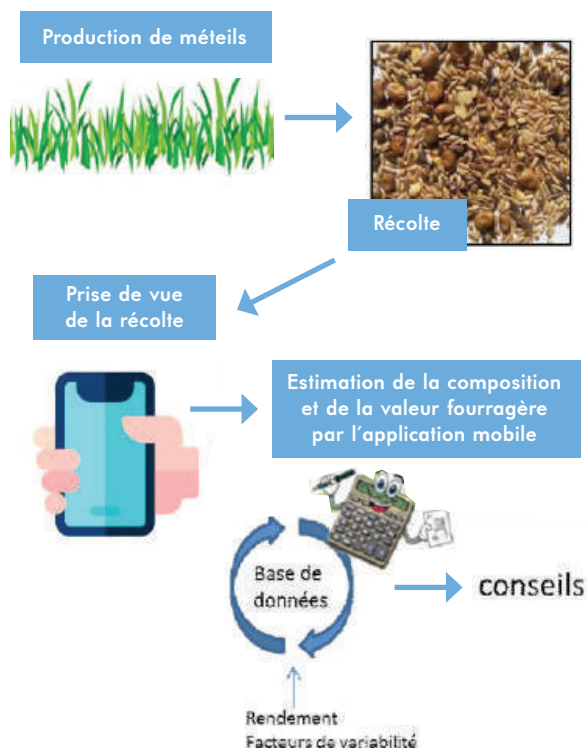 Production de méteils
Récolte
Prise de vue
de la récolte
Estimation de la composition
et de la valeur fourragère
par l'application mobile
Base de
données
conseils
Rendement
Facteurs de variabilité